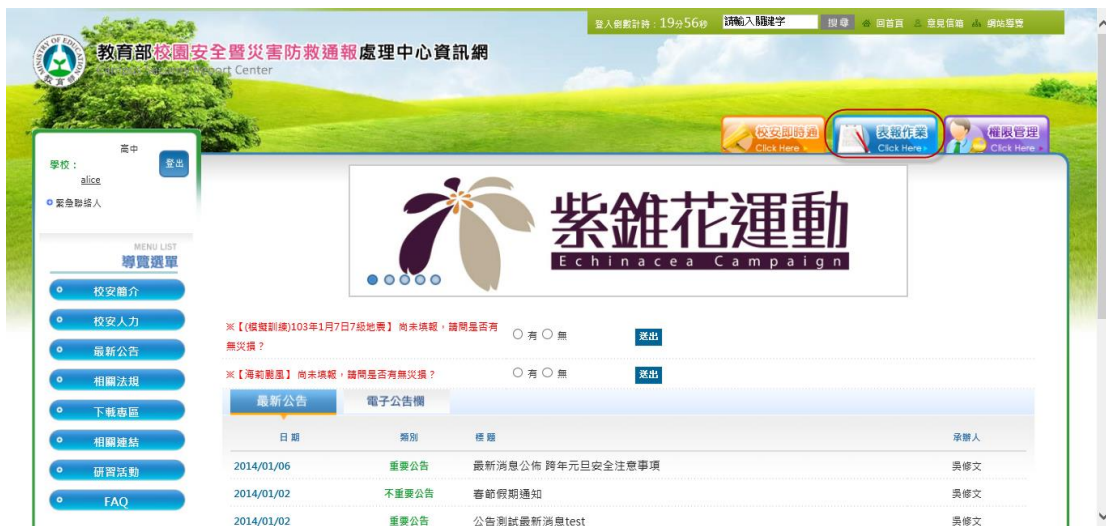 登入倒數計時：19分56秒 請輸入關鍵字 搜尋 回首頁 意見信箱 網站導覽
教育部校園安全暨災害防救通報處理中心資訊網
校安即時通 表報作業 權限管理
Click Here Click Here Click Here
高中
學校： 登出
alice
緊急聯絡人
紫錐花運動
Echinacea Campaign
MENU LIST
導覽選單
校安簡介
校安人力
最新公告
相關法規
下載專區
相關連結
研習活動
FAQ
※【(模擬訓練)103年1月7日7級地震】 尚未填報，請問是否有
無災損？ 有 無 送出
※【海莉颱風】 尚未填報，請問是否有無災損？ 有 無 送出
最新公告 電子公告欄
日期 類別 標題 承辦人
2014/01/06 重要公告 最新消息公佈 跨年元旦安全注意事項 吳修文
2014/01/02 不重要公告 春節假期通知 吳修文
2014/01/02 重要公告 公告測試最新消息test 吳修文